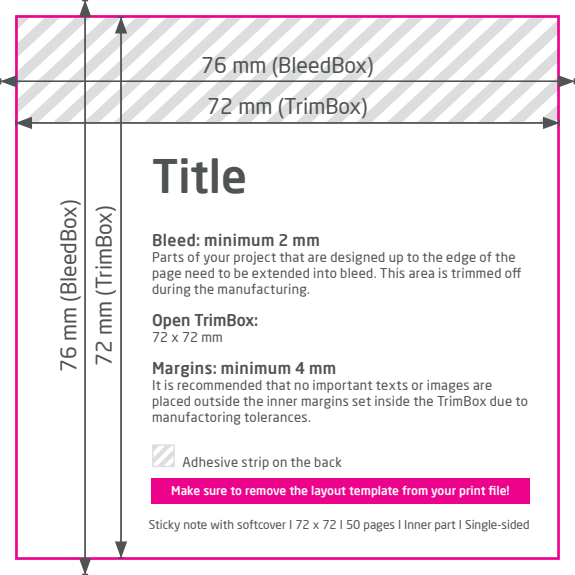 76 mm (BleedBox)
72 mm (TrimBox)
76 mm (BleedBox)
72 mm (TrimBox)
Title
Bleed: minimum 2 mm
Parts of your project that are designed up to the edge of the
page need to be extended into bleed. This area is trimmed off
during the manufacturing.
Open TrimBox:
72 x 72 mm
Margins: minimum 4 mm
It is recommended that no important texts or images are
placed outside the inner margins set inside the TrimBox due to
manufactoring tolerances.
Adhesive strip on the back
Make sure to remove the layout template from your print file!
Sticky note with softcover I 72 x 72 I 50 pages I Inner part I Single-sided